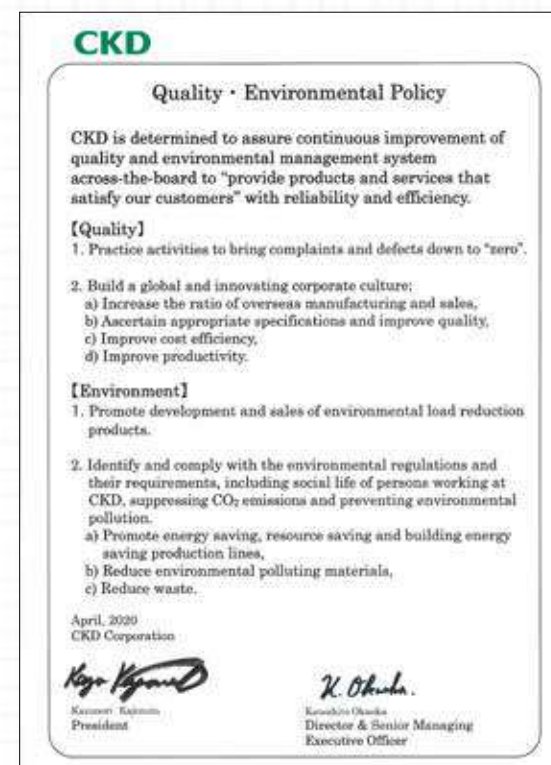 CKD
Quality・Environmental Policy
CKD is determined to assure continuous improvement of
quality and environmental management system
across-the-board to "provide products and services that
satisfy our customers" with reliability and efficiency.
【Quality】
1. Practice activities to bring complaints and defects down to "zero".
2. Build a global and innovating corporate culture;
a) Increase the ratio of overseas manufacturing and sales,
b) Ascertain appropriate specifications and improve quality,
c) Improve cost efficiency,
d) Improve productivity.
【Environment】
1. Promote development and sales of environmental load reduction
products.
2. Identify and comply with the environmental regulations and
their requirements, including social life of persons working at
CKD, suppressing CO₂ emissions and preventing environmental
pollution.
a) Promote energy saving, resource saving and building energy
saving production lines,
b) Reduce environmental polluting materials,
c) Reduce waste.
April, 2020
CKD Corporation
K. Okuoka.
Kazunori Kajimoto
Katsuhito Okuoka
President
Director & Senior Managing
Executive Officer